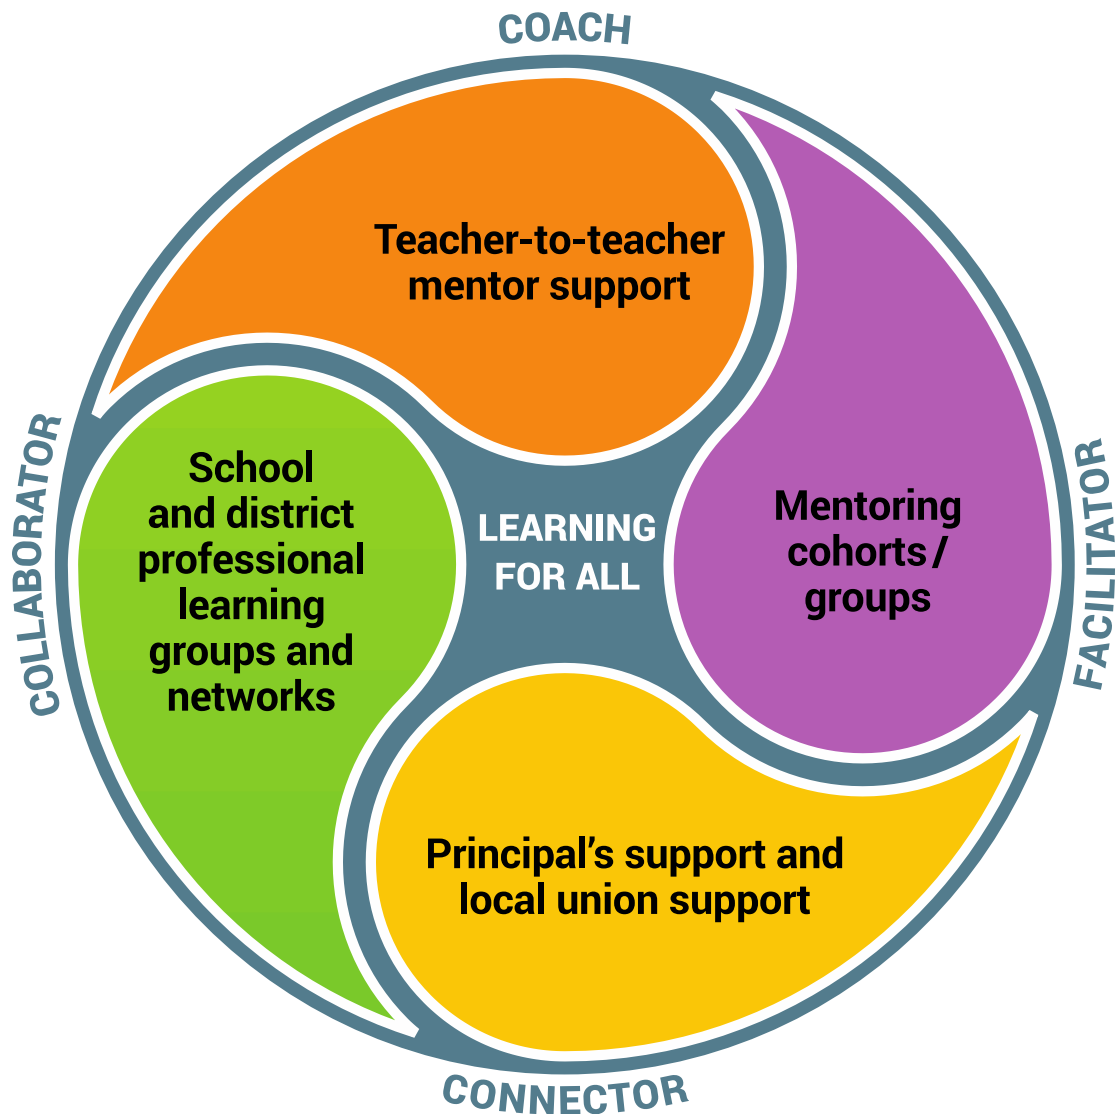 COACH
Teacher-to-teacher
mentor support
Mentoring
cohorts/
groups
FACILITATOR
LEARNING
FOR ALL
School
and district
professional
learning
groups and
networks
COLLABORATOR
Principal’s support and
local union support
CONNECTOR